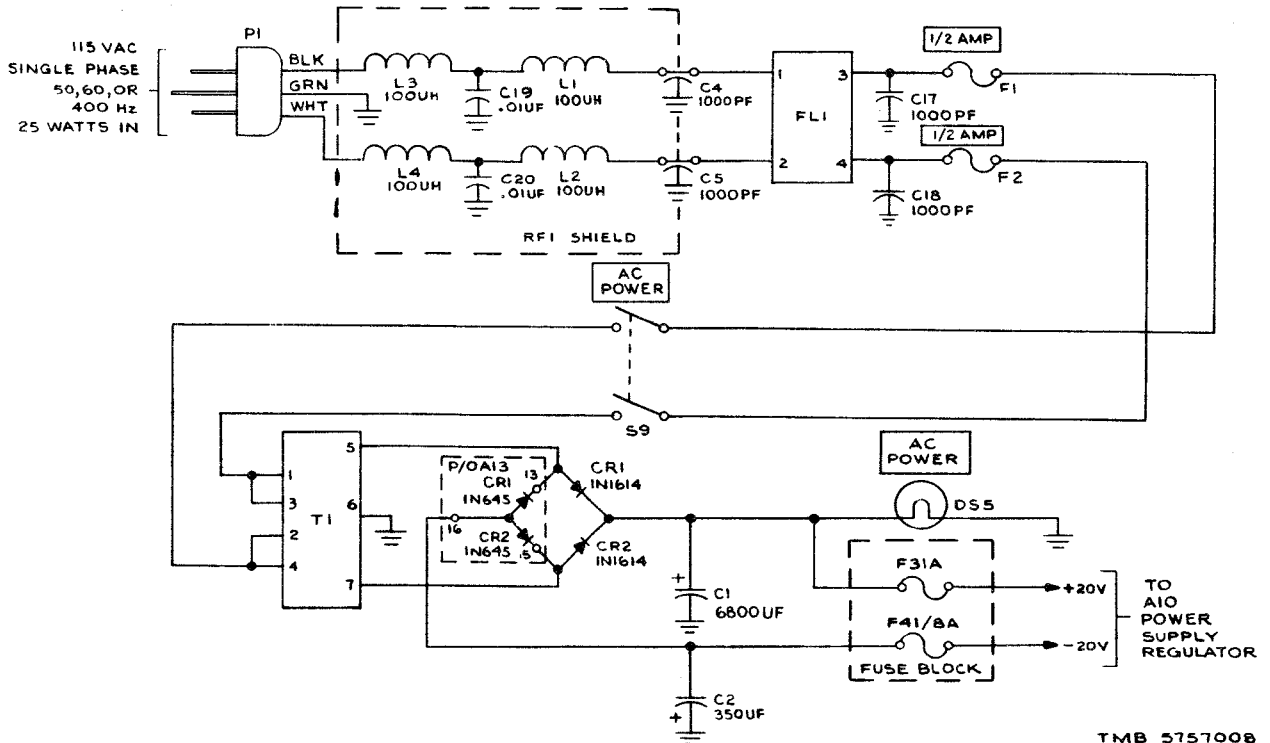 115 VAC
SINGLE PHASE
50,60,OR
400 Hz
25 WATTS IN
P1
BLK
GRN
WHT
L3
100UH
C19
.01UF
L1
100UH
C4
1000PF
L4
100UH
C20
.01UF
L2
100UH
C5
1000PF
RFI SHIELD
1
2
3
4
FL1
C17
1000PF
C18
1000PF
1/2 AMP
F1
1/2 AMP
F2
AC
POWER
S9
1
3
2
4
T1
5
6
7
P/OA13
13
CR1
1N645
16
CR2
1N645
15
CR1
1N1614
CR2
1N1614
AC
POWER
DS5
C1
6800UF
+
C2
350UF
+
F31A
F41/8A
FUSE BLOCK
+20V
-20V
TO
A10
POWER
SUPPLY
REGULATOR
TMB 5757008